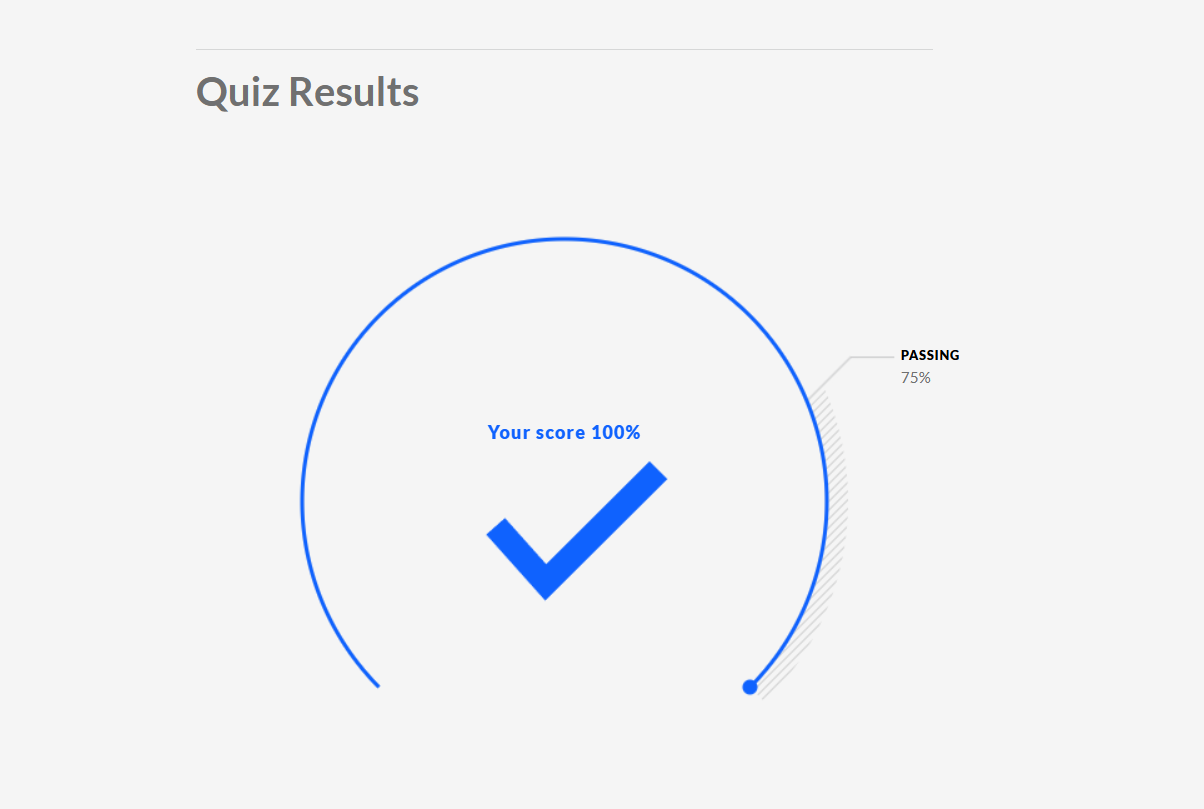 Quiz Results
PASSING
75%
Your score 100%